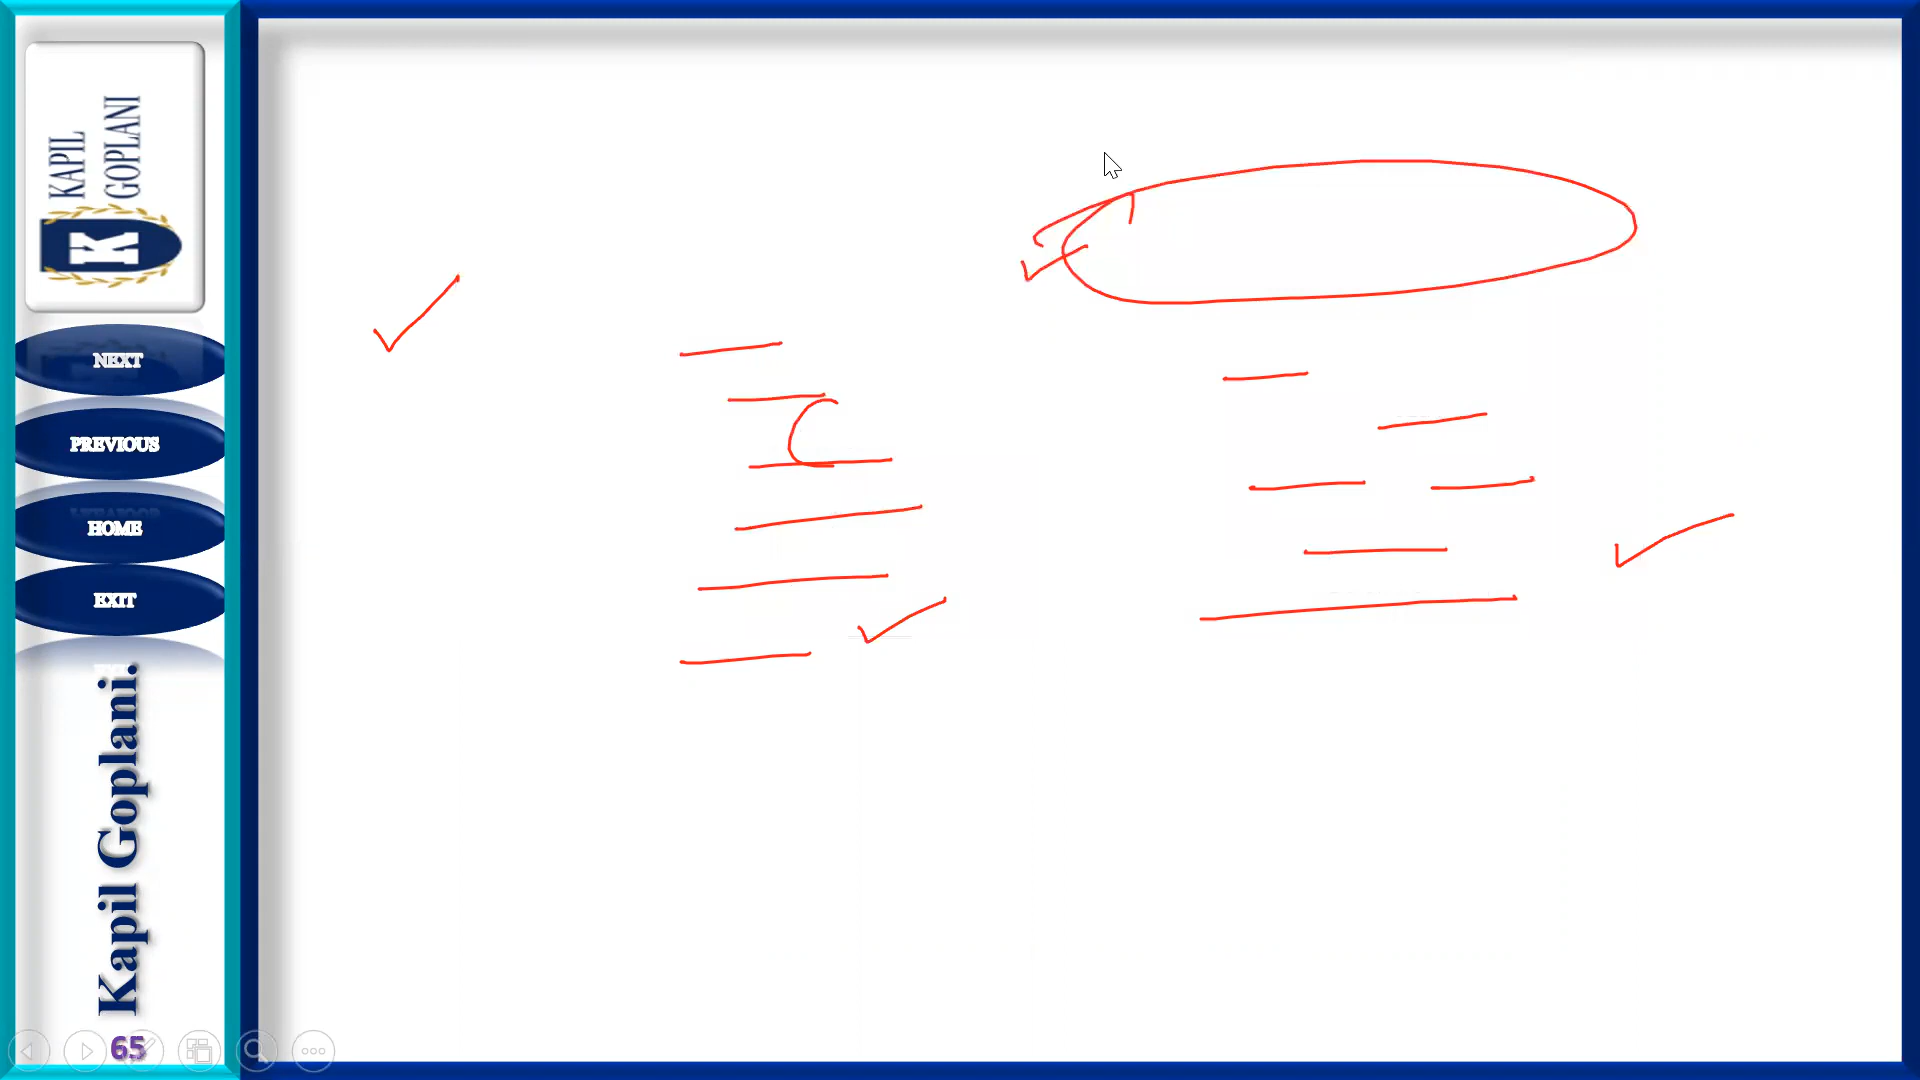 KAPIL
GOPLANI
K
NEXT
PREVIOUS
HOME
EXIT
Kapil Goplani.
65